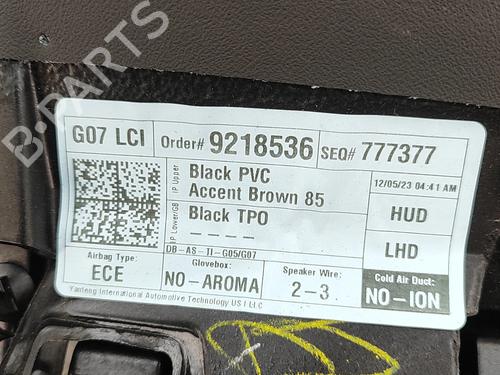 B-PARTS
G07 LCI Order# 9218536 SEQ# 777377
IP Upper Black PVC
Accent Brown 85
12/05/23 04:41 AM
IP Lower/GB Black TPO
----
HUD
DB-AS-TI-G05/G07
LHD
Airbag Type:
ECE
Glovebox:
NO-AROMA
Speaker Wire:
2-3
Cold Air Duct:
NO-ION
Yanfeng International Automotive Technology US I LLC